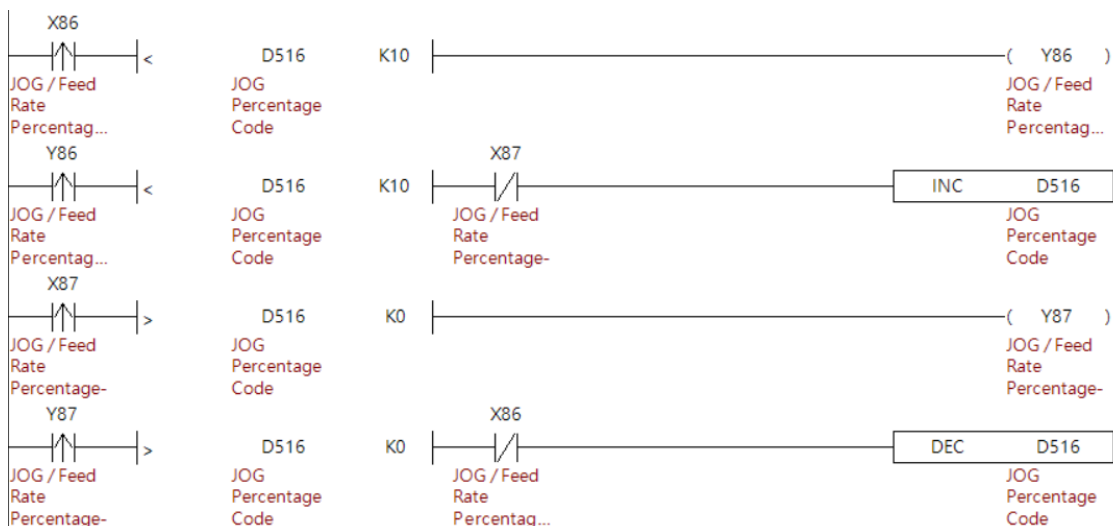 X86
< D516 K10 ( Y86 )
JOG / Feed JOG JOG / Feed
Rate Percentage Rate
Percentag... Code Percentag...
Y86 X87
< D516 K10 INC D516
JOG / Feed JOG JOG / Feed JOG
Rate Percentage Rate Percentage
Percentag... Code Percentage- Code
X87
> D516 K0 ( Y87 )
JOG / Feed JOG JOG / Feed
Rate Percentage Rate
Percentage- Code Percentage-
Y87 X86
> D516 K0 DEC D516
JOG / Feed JOG JOG / Feed JOG
Rate Percentage Rate Percentage
Percentage- Code Percentag... Code